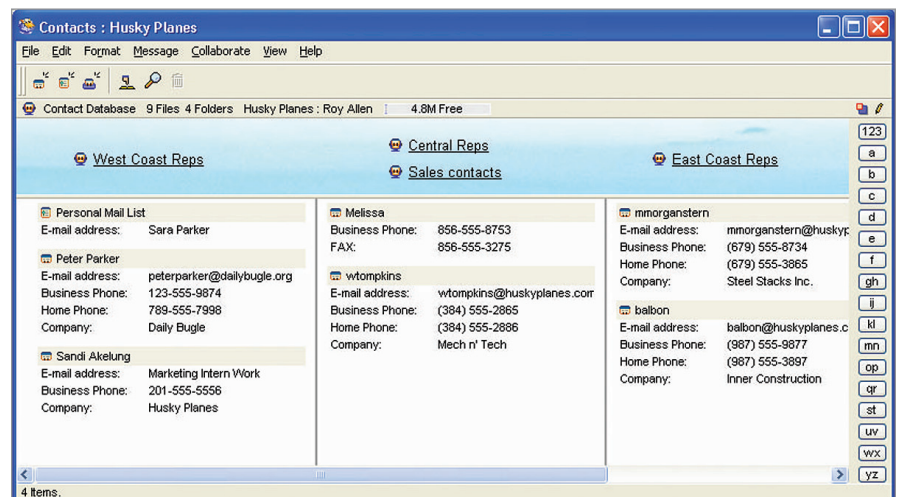 Contacts : Husky Planes
File Edit Format Message Collaborate View Help
Contact Database 9 Files 4 Folders Husky Planes : Roy Allen 4.8M Free
West Coast Reps
Central Reps
Sales contacts
East Coast Reps
Personal Mail List
E-mail address: Sara Parker
Peter Parker
E-mail address: peterparker@dailybugle.org
Business Phone: 123-555-9874
Home Phone: 789-555-7998
Company: Daily Bugle
Sandi Akelung
E-mail address: Marketing Intern Work
Business Phone: 201-555-5556
Company: Husky Planes
Melissa
Business Phone: 856-555-8753
FAX: 856-555-3275
wtompkins
E-mail address: wtompkins@huskyplanes.com
Business Phone: (384) 555-2865
Home Phone: (384) 555-2886
Company: Mech n' Tech
mmorganstern
E-mail address: mmorganstern@huskyp
Business Phone: (679) 555-8734
Home Phone: (679) 555-3865
Company: Steel Stacks Inc.
balbon
E-mail address: balbon@huskyplanes.c
Business Phone: (987) 555-9877
Home Phone: (987) 555-3897
Company: Inner Construction
123
a
b
c
d
e
f
gh
ij
kl
mn
op
qr
st
uv
wx
yz
4 Items.